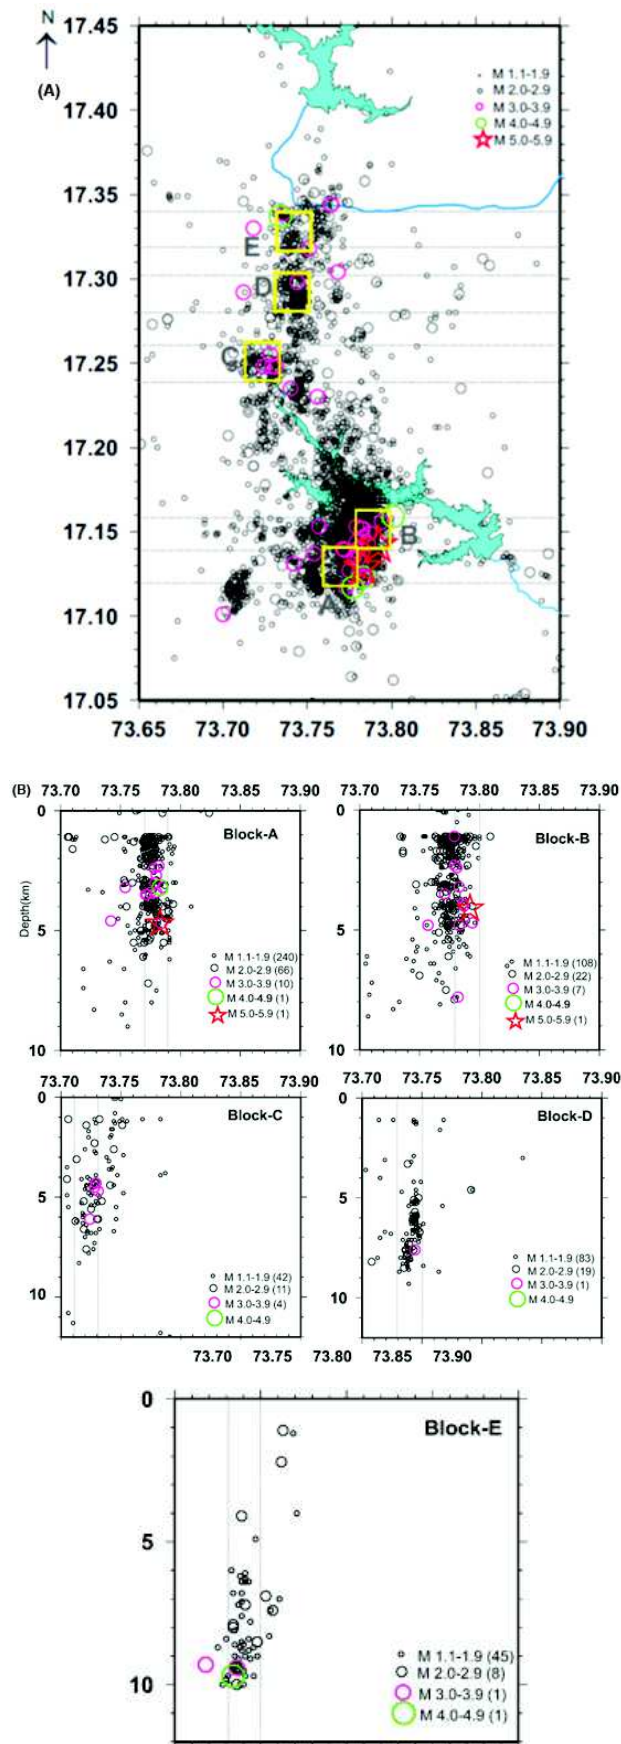 N
(A)
17.45
M 1.1-1.9
M 2.0-2.9
17.40
M 3.0-3.9
M 4.0-4.9
M 5.0-5.9
17.35
E
17.30
D
C
17.25
17.20
17.15
B
A
17.10
17.05
73.65 73.70 73.75 73.80 73.85 73.90
(B) 73.70 73.75 73.80 73.85 73.90
73.70 73.75 73.80 73.85 73.90
0
Block-A
Depth(km)
5
M 1.1-1.9 (240)
M 2.0-2.9 (66)
M 3.0-3.9 (10)
M 4.0-4.9 (1)
M 5.0-5.9 (1)
10
0
Block-B
5
M 1.1-1.9 (108)
M 2.0-2.9 (22)
M 3.0-3.9 (7)
M 4.0-4.9
M 5.0-5.9 (1)
10
73.70 73.75 73.80 73.85 73.90
73.70 73.75 73.80 73.85 73.90
0
Block-C
5
M 1.1-1.9 (42)
M 2.0-2.9 (11)
M 3.0-3.9 (4)
M 4.0-4.9
10
0
Block-D
5
M 1.1-1.9 (83)
M 2.0-2.9 (19)
M 3.0-3.9 (1)
M 4.0-4.9
10
73.70 73.75 73.80 73.85 73.90
0
Block-E
5
M 1.1-1.9 (45)
M 2.0-2.9 (8)
M 3.0-3.9 (1)
M 4.0-4.9 (1)
10